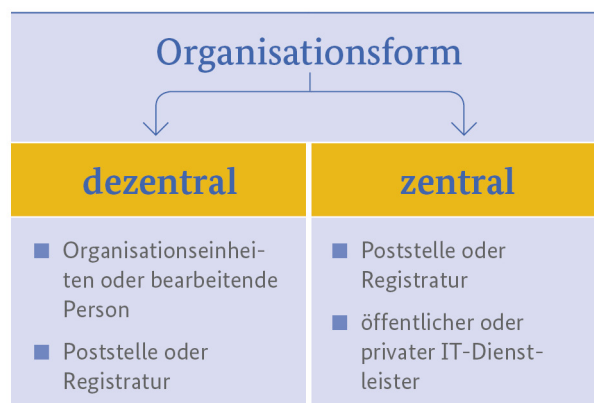 Organisationsform
dezentral
Organisationseinhei-
ten oder bearbeitende
Person
Poststelle oder
Registratur
zentral
Poststelle oder
Registratur
öffentlicher oder
privater IT-Dienst-
leister